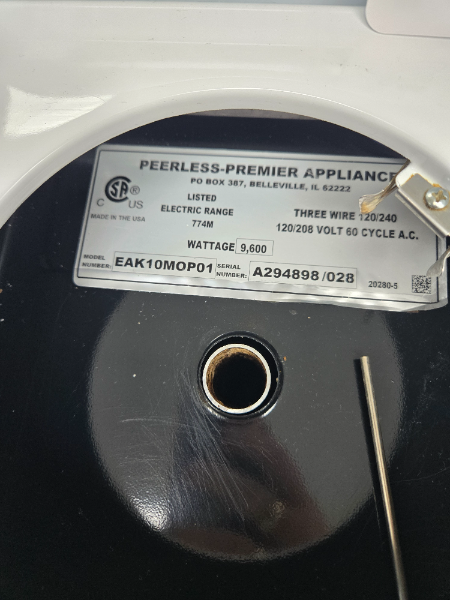 PEERLESS-PREMIER APPLIANCE
PO BOX 387, BELLEVILLE, IL 62222
CSA®
C US
MADE IN THE USA
LISTED
ELECTRIC RANGE
774M
THREE WIRE 120/240
120/208 VOLT 60 CYCLE A.C.
WATTAGE 9,600
MODEL NUMBER: EAK10MOP01 SERIAL NUMBER: A294898/028
20280-5